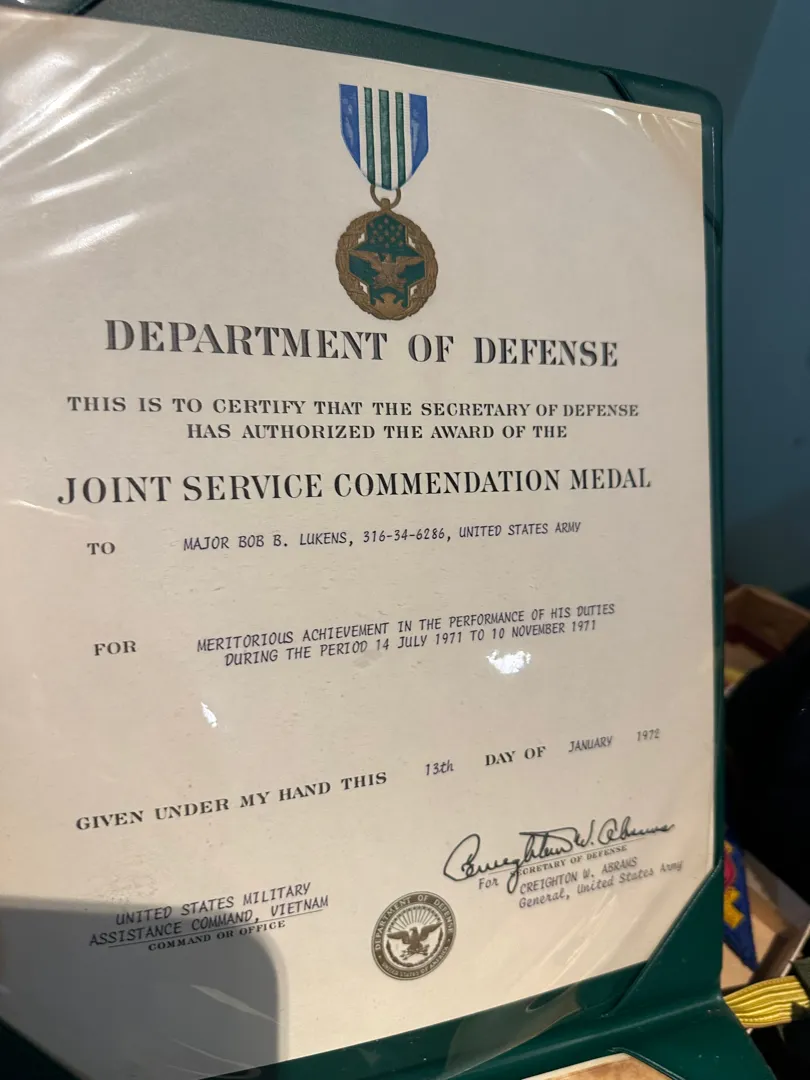 DEPARTMENT OF DEFENSE
THIS IS TO CERTIFY THAT THE SECRETARY OF DEFENSE
HAS AUTHORIZED THE AWARD OF THE
JOINT SERVICE COMMENDATION MEDAL
TO MAJOR BOB B. LUKENS, 316-34-6286, UNITED STATES ARMY
FOR MERITORIOUS ACHIEVEMENT IN THE PERFORMANCE OF HIS DUTIES
DURING THE PERIOD 14 JULY 1971 TO 10 NOVEMBER 1971
GIVEN UNDER MY HAND THIS 13th DAY OF JANUARY 1972
Creighton W. Abrams
For SECRETARY OF DEFENSE
CREIGHTON W. ABRAMS
General, United States Army
UNITED STATES MILITARY
ASSISTANCE COMMAND, VIETNAM
COMMAND OR OFFICE
DEPARTMENT OF DEFENSE
United States of America